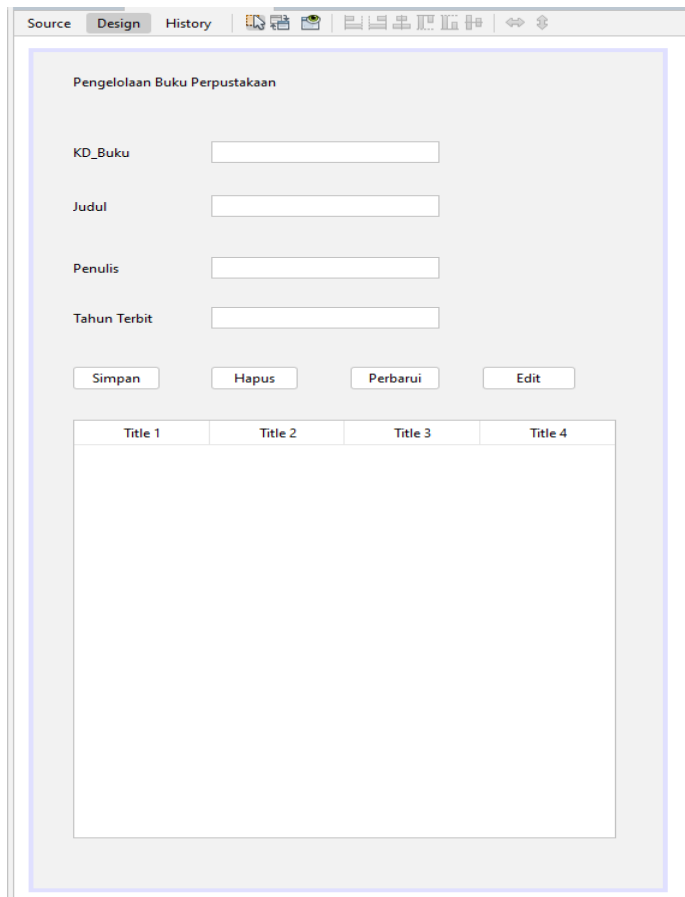 Source Design History
Pengelolaan Buku Perpustakaan
KD_Buku
Judul
Penulis
Tahun Terbit
Simpan Hapus Perbarui Edit
Title 1 Title 2 Title 3 Title 4